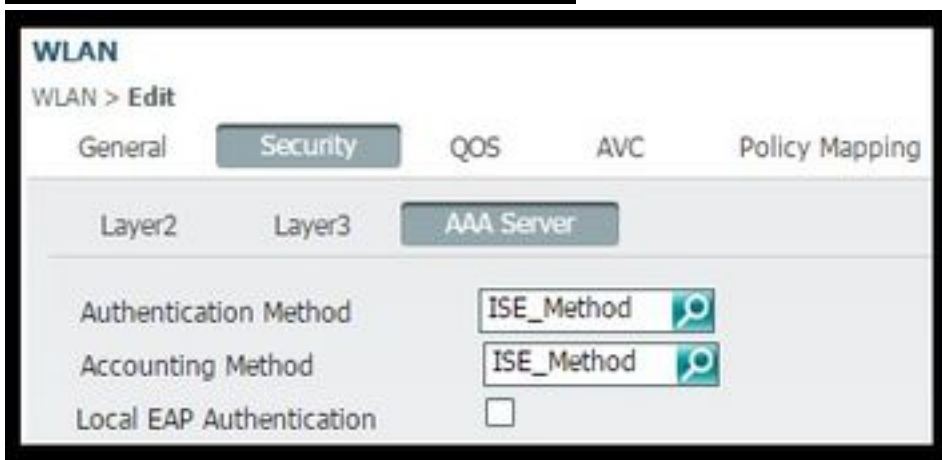 WLAN
WLAN > Edit
General Security QOS AVC Policy Mapping
Layer2 Layer3 AAA Server
Authentication Method ISE_Method
Accounting Method ISE_Method
Local EAP Authentication